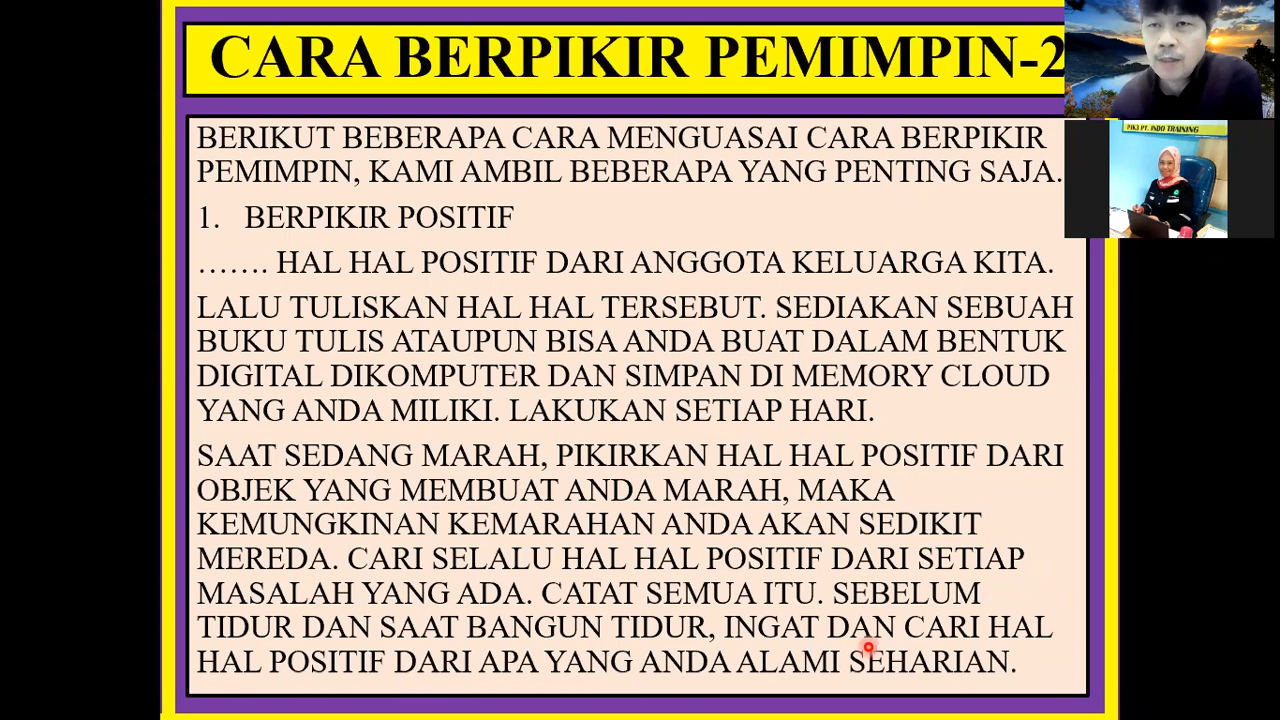 CARA BERPIKIR PEMIMPIN-2
BERIKUT BEBERAPA CARA MENGUASAI CARA BERPIKIR
PEMIMPIN, KAMI AMBIL BEBERAPA YANG PENTING SAJA.
1. BERPIKIR POSITIF
……. HAL HAL POSITIF DARI ANGGOTA KELUARGA KITA.
LALU TULISKAN HAL HAL TERSEBUT. SEDIAKAN SEBUAH
BUKU TULIS ATAUPUN BISA ANDA BUAT DALAM BENTUK
DIGITAL DIKOMPUTER DAN SIMPAN DI MEMORY CLOUD
YANG ANDA MILIKI. LAKUKAN SETIAP HARI.
SAAT SEDANG MARAH, PIKIRKAN HAL HAL POSITIF DARI
OBJEK YANG MEMBUAT ANDA MARAH, MAKA
KEMUNGKINAN KEMARAHAN ANDA AKAN SEDIKIT
MEREDA. CARI SELALU HAL HAL POSITIF DARI SETIAP
MASALAH YANG ADA. CATAT SEMUA ITU. SEBELUM
TIDUR DAN SAAT BANGUN TIDUR, INGAT DAN CARI HAL
HAL POSITIF DARI APA YANG ANDA ALAMI SEHARIAN.
PJK3 PT. INDO TRAINING